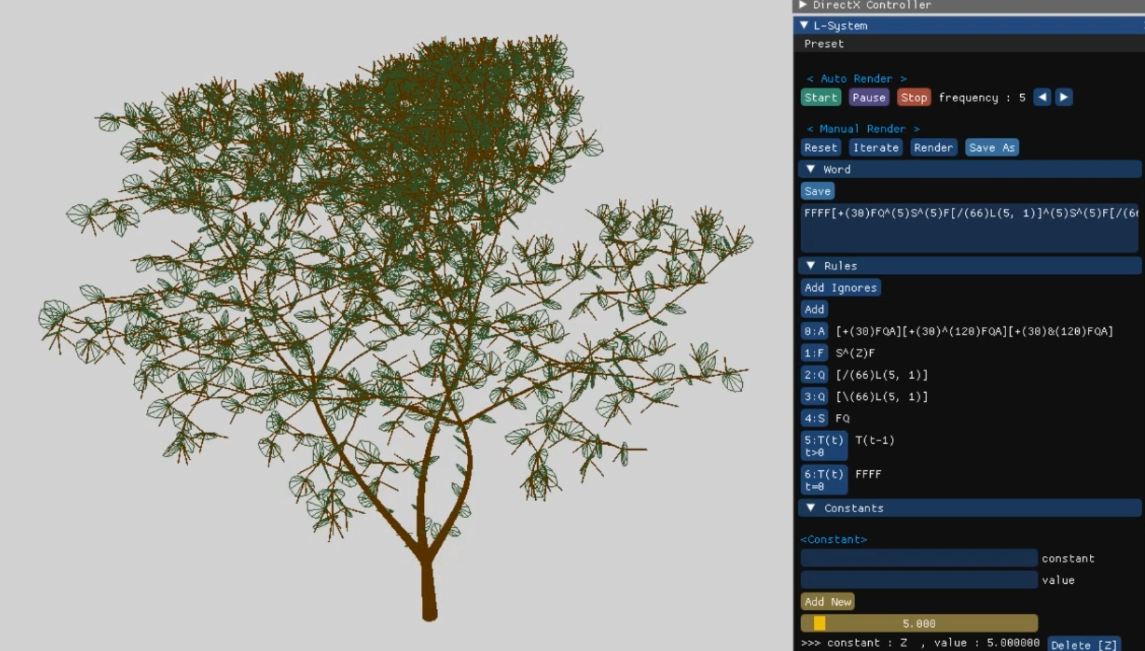 DirectX Controller
L-System
Preset
< Auto Render >
Start Pause Stop frequency : 5
< Manual Render >
Reset Iterate Render Save As
Word
Save
FFFF[+(30)FQ^(5)S^(5)F[/(66)L(5, 1)]^(5)S^(5)F[/(6
Rules
Add Ignores
Add
0:A [+(30)FQA][+(30)^(120)FQA][+(30)&(120)FQA]
1:F S^(Z)F
2:Q [/(66)L(5, 1)]
3:Q [\(66)L(5, 1)]
4:S FQ
5:T(t) T(t-1)
t>0
6:T(t) FFFF
t=0
Constants
<Constant>
constant
value
Add New
5.000
>>> constant : Z , value : 5.000000 Delete [Z]